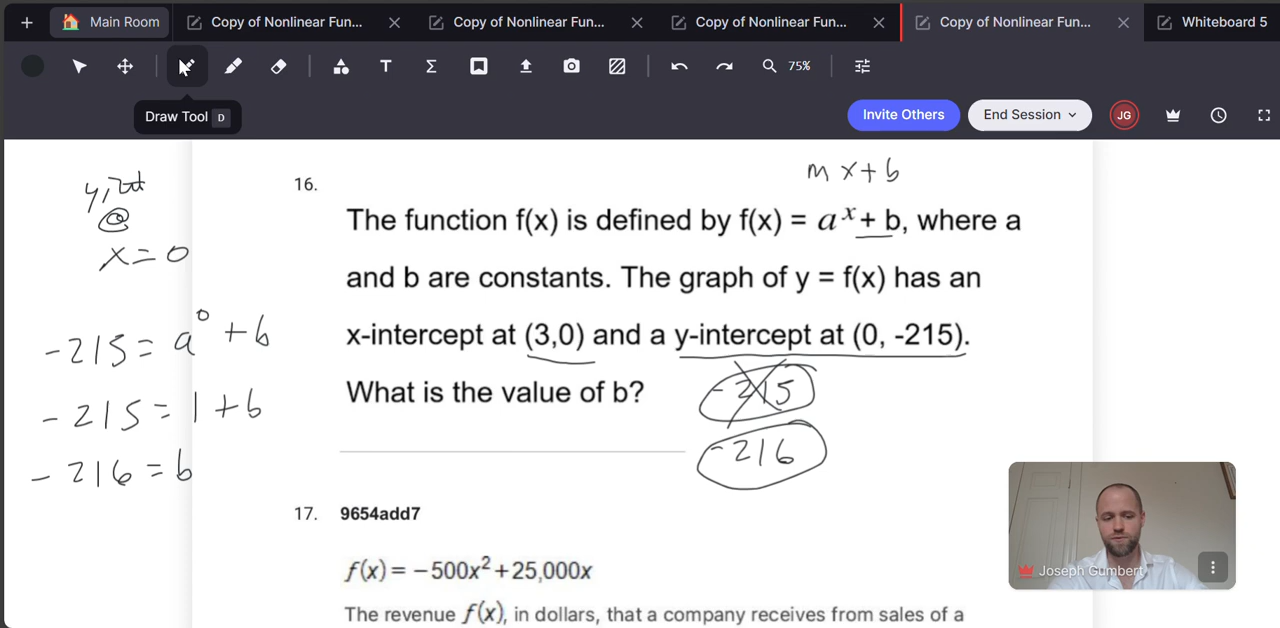 Main Room
Copy of Nonlinear Fun...
Copy of Nonlinear Fun...
Copy of Nonlinear Fun...
Copy of Nonlinear Fun...
Whiteboard 5
75%
Draw Tool D
Invite Others
End Session
JG
mx+b
16.
The function f(x) is defined by f(x) = aˣ + b, where a
and b are constants. The graph of y = f(x) has an
x-intercept at (3,0) and a y-intercept at (0, -215).
What is the value of b?
-215
-216
y, int
@
x=0
-215 = a⁰ + b
-215 = 1 + b
-216 = b
17. 9654add7
f(x) = −500x² + 25,000x
The revenue f(x), in dollars, that a company receives from sales of a
Joseph Gumbert